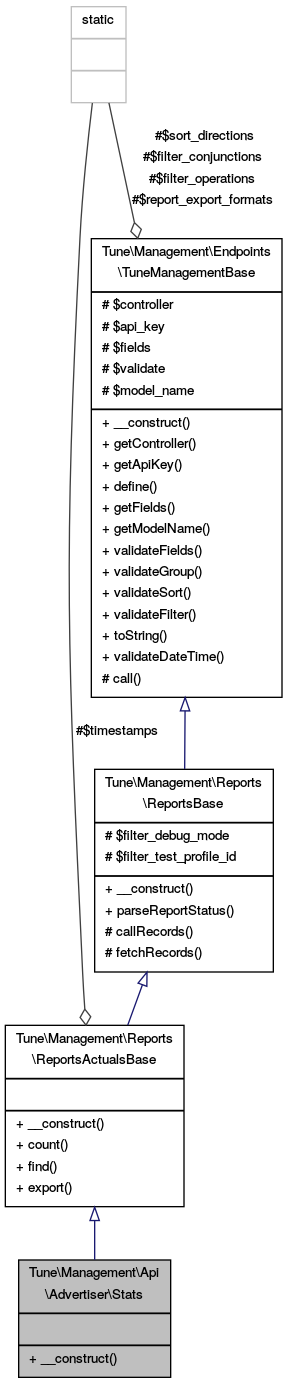 static
#$sort_directions
#$filter_conjunctions
#$filter_operations
#$report_export_formats
Tune\Management\Endpoints
\TuneManagementBase
# $controller
# $api_key
# $fields
# $validate
# $model_name
+ __construct()
+ getController()
+ getApiKey()
+ define()
+ getFields()
+ getModelName()
+ validateFields()
+ validateGroup()
+ validateSort()
+ validateFilter()
+ toString()
+ validateDateTime()
# call()
#$timestamps
Tune\Management\Reports
\ReportsBase
# $filter_debug_mode
# $filter_test_profile_id
+ __construct()
+ parseReportStatus()
# callRecords()
# fetchRecords()
Tune\Management\Reports
\ReportsActualsBase
+ __construct()
+ count()
+ find()
+ export()
Tune\Management\Api
\Advertiser\Stats
+ __construct()